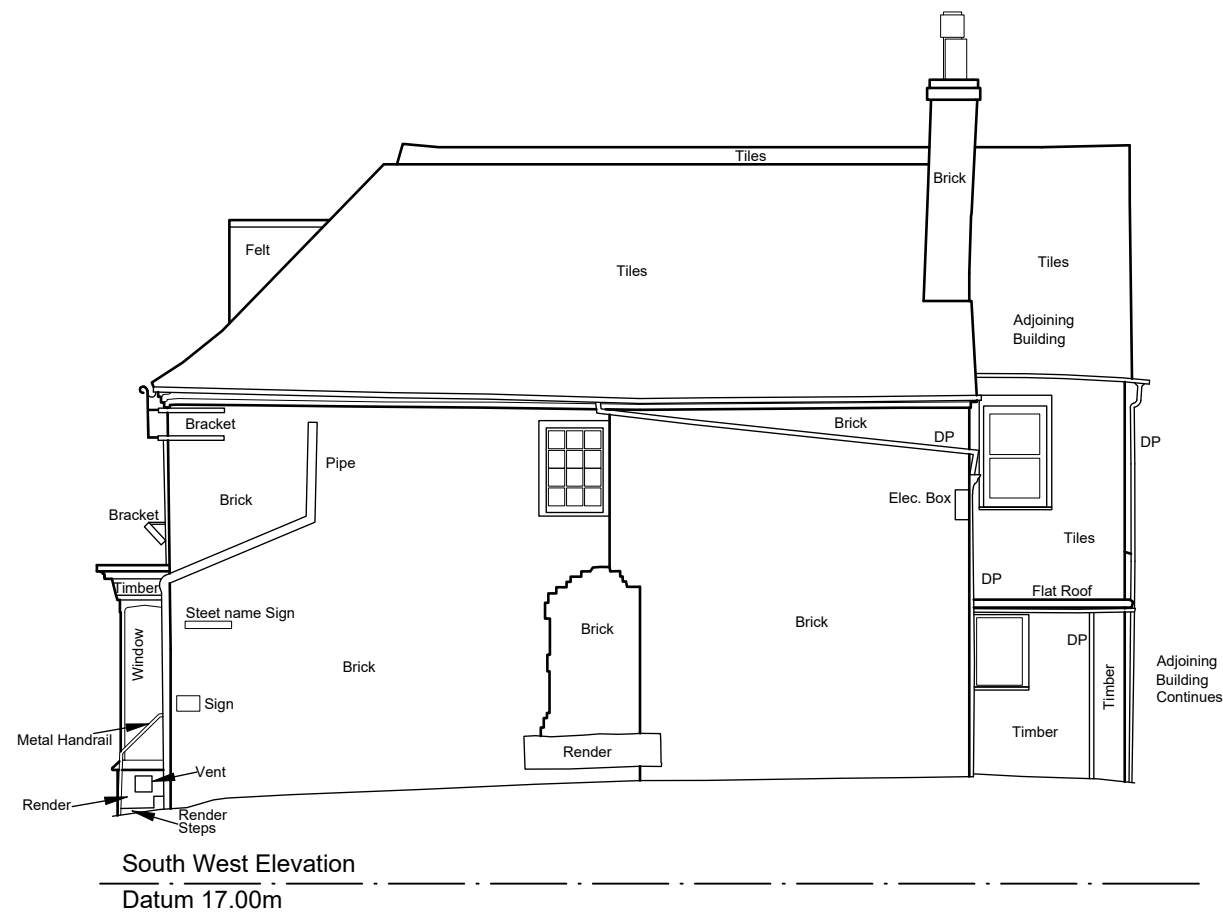 Tiles
Brick
Felt
Tiles
Tiles
Adjoining
Building
Bracket
Brick
DP
DP
Pipe
Brick
Elec. Box
Bracket
Tiles
DP
Timber
Flat Roof
Steet name Sign
Brick
Brick
Window
DP
Brick
Timber
Adjoining
Building
Continues
Sign
Metal Handrail
Timber
Render
Vent
Render
Render
Steps
South West Elevation
Datum 17.00m